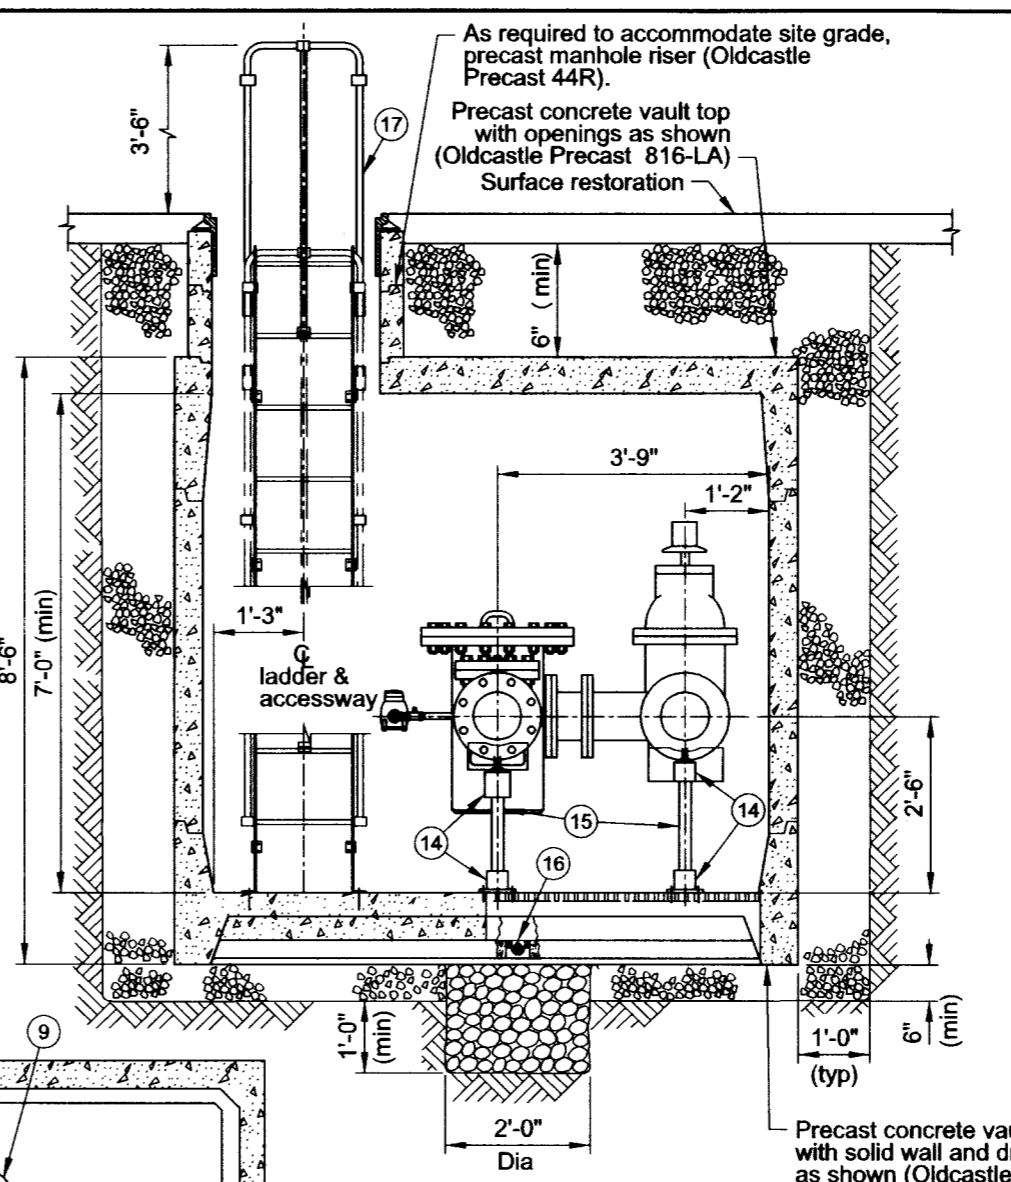 As required to accommodate site grade,
precast manhole riser (Oldcastle
Precast 44R).
Precast concrete vault top
with openings as shown
(Oldcastle Precast 816-LA)
Surface restoration
3'-6"
17
6" (min)
3'-9"
1'-2"
8'-6"
7'-0" (min)
1'-3"
℄
ladder &
accessway
2'-6"
14
15
14
16
1'-0"
(min)
6"
(min)
1'-0"
(typ)
9
2'-0"
Dia
Precast concrete
with solid wall and
as shown (Oldcastle